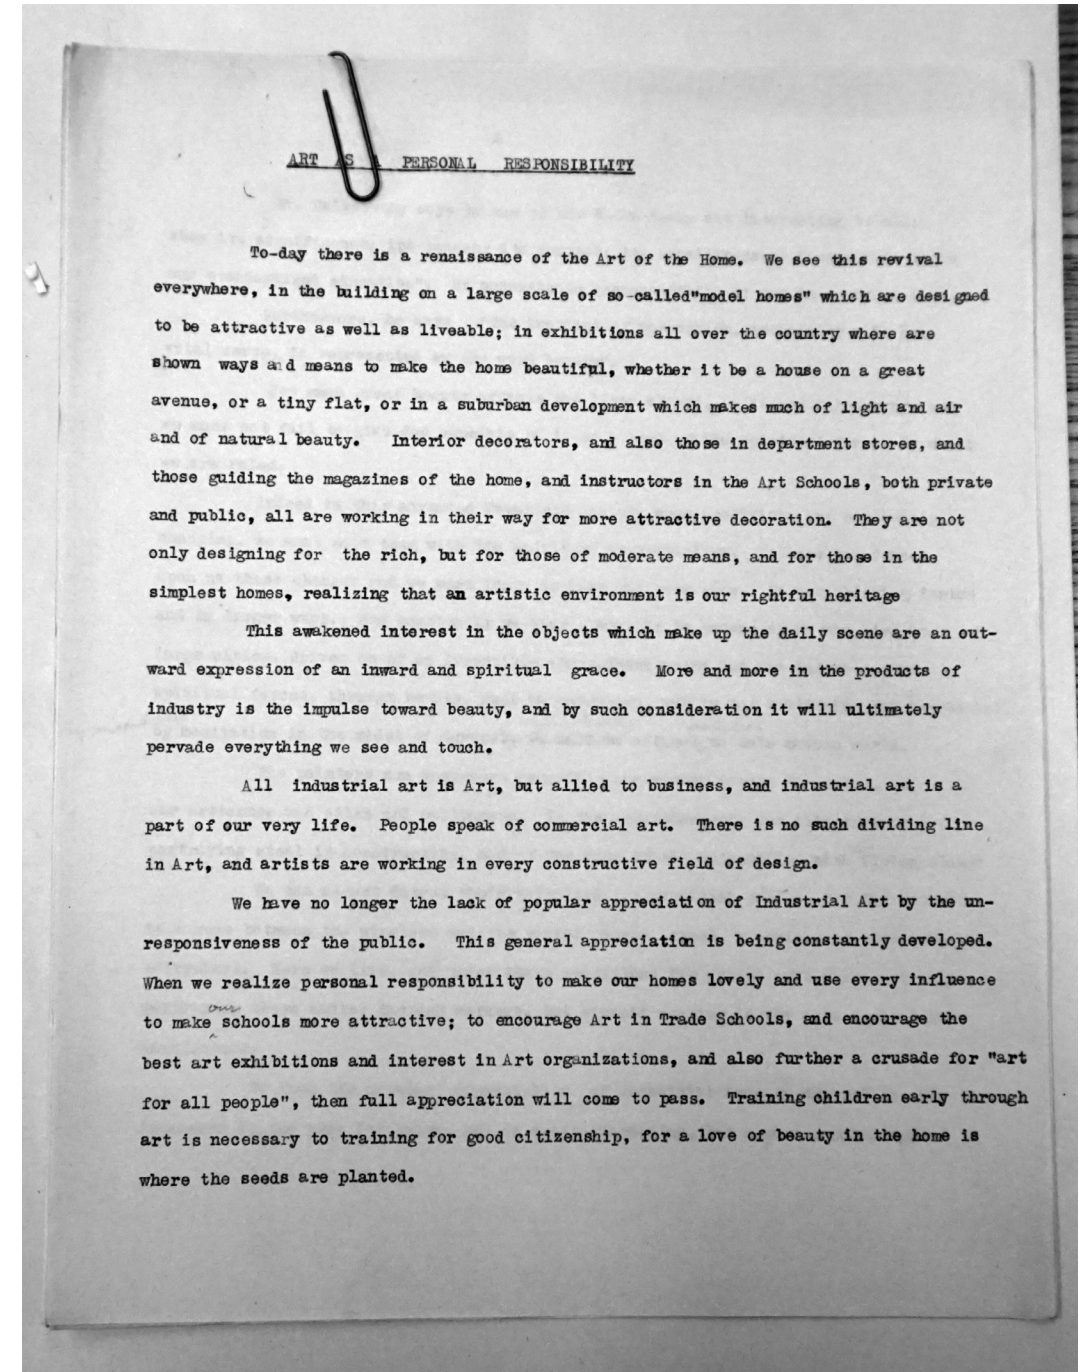 ART AS A PERSONAL RESPONSIBILITY
To-day there is a renaissance of the Art of the Home. We see this revival
everywhere, in the building on a large scale of so-called"model homes" which are designed
to be attractive as well as liveable; in exhibitions all over the country where are
shown ways and means to make the home beautiful, whether it be a house on a great
avenue, or a tiny flat, or in a suburban development which makes much of light and air
and of natural beauty. Interior decorators, and also those in department stores, and
those guiding the magazines of the home, and instructors in the Art Schools, both private
and public, all are working in their way for more attractive decoration. They are not
only designing for the rich, but for those of moderate means, and for those in the
simplest homes, realizing that an artistic environment is our rightful heritage
This awakened interest in the objects which make up the daily scene are an out-
ward expression of an inward and spiritual grace. More and more in the products of
industry is the impulse toward beauty, and by such consideration it will ultimately
pervade everything we see and touch.
All industrial art is Art, but allied to business, and industrial art is a
part of our very life. People speak of commercial art. There is no such dividing line
in Art, and artists are working in every constructive field of design.
We have no longer the lack of popular appreciation of Industrial Art by the un-
responsiveness of the public. This general appreciation is being constantly developed.
When we realize personal responsibility to make our homes lovely and use every influence
to make our schools more attractive; to encourage Art in Trade Schools, and encourage the
best art exhibitions and interest in Art organizations, and also further a crusade for "art
for all people", then full appreciation will come to pass. Training children early through
art is necessary to training for good citizenship, for a love of beauty in the home is
where the seeds are planted.